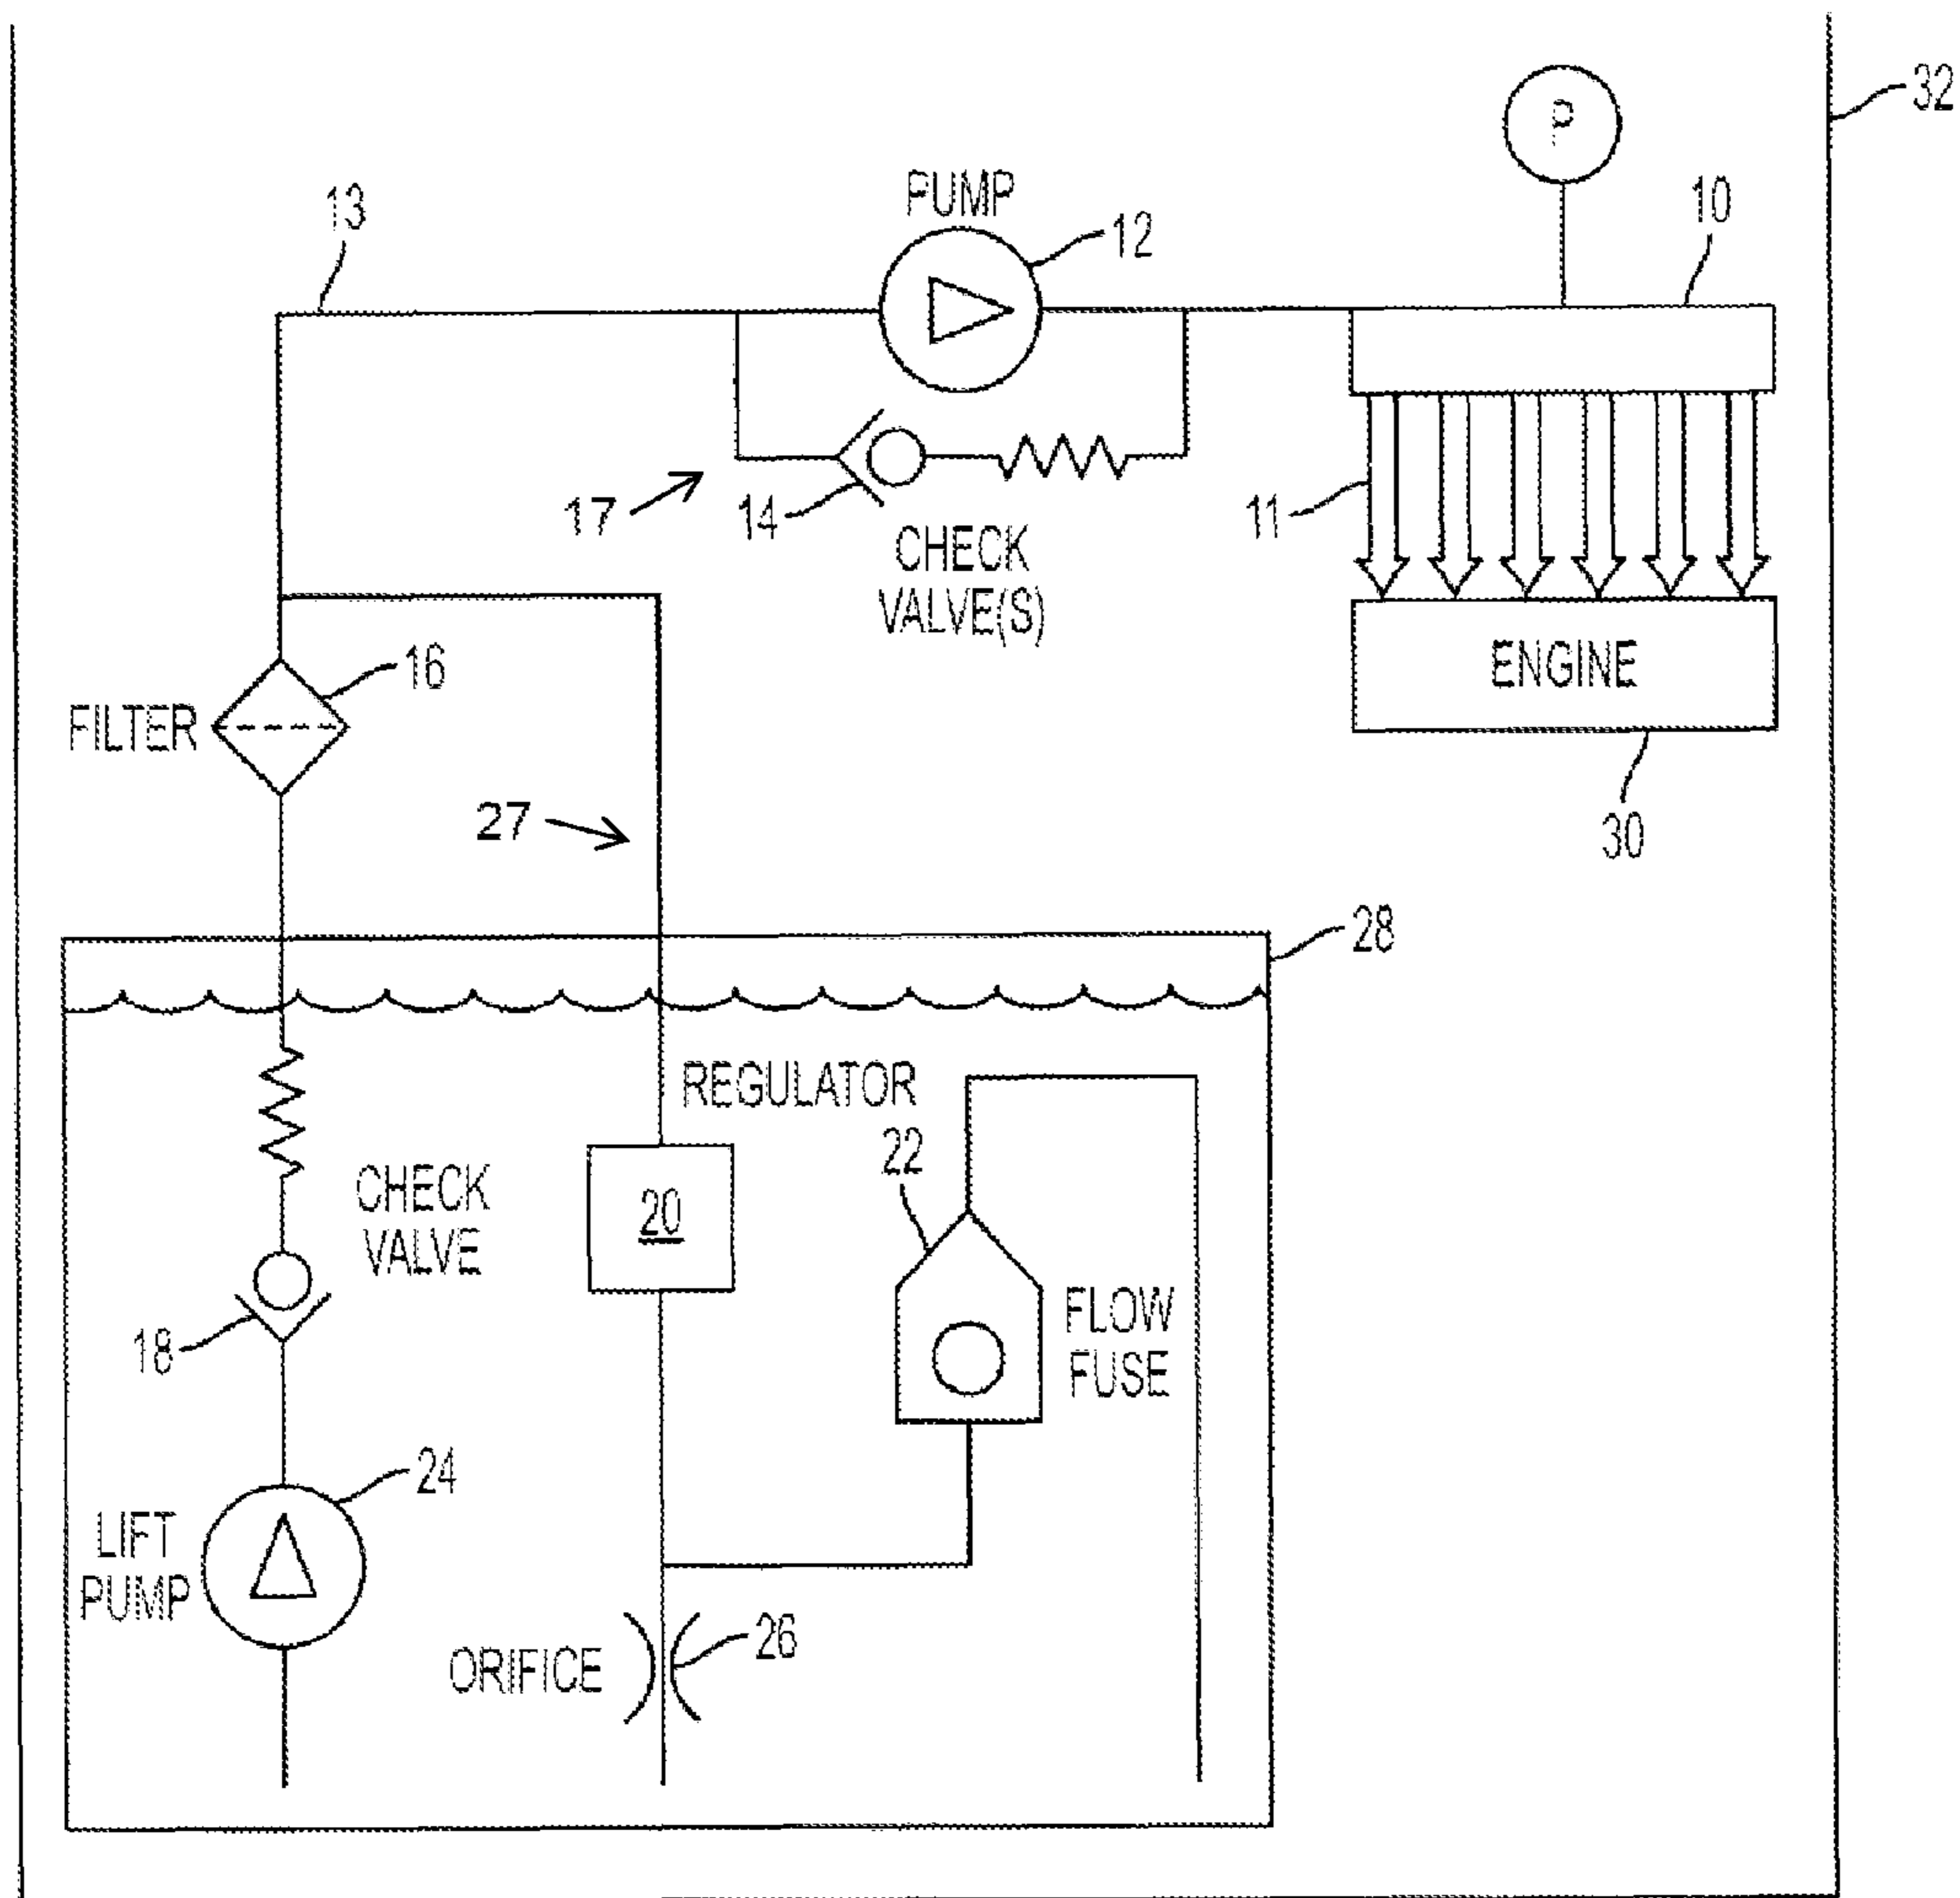 32
P
10
13
PUMP
12
17
14
11
CHECK
VALVE(S)
ENGINE
16
FILTER
27
30
28
REGULATOR
22
CHECK
VALVE
20
FLOW
FUSE
18
24
LIFT
PUMP
ORIFICE
26